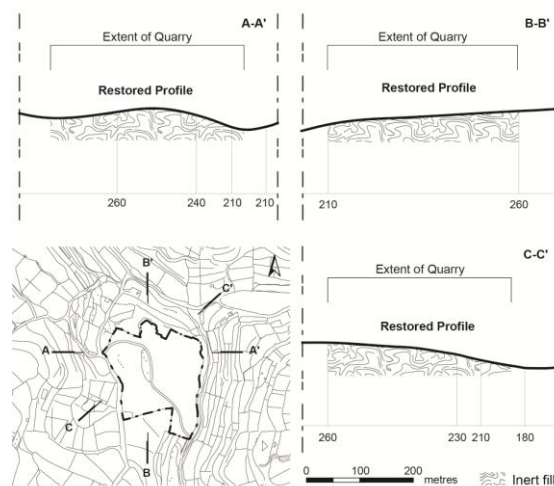 A-A'
Extent of Quarry
Restored Profile
260 240 210 210
B-B'
Extent of Quarry
Restored Profile
210 260
B'
C'
A A'
C
B
C-C'
Extent of Quarry
Restored Profile
260 230 210 180
0 100 200
metres
Inert fill